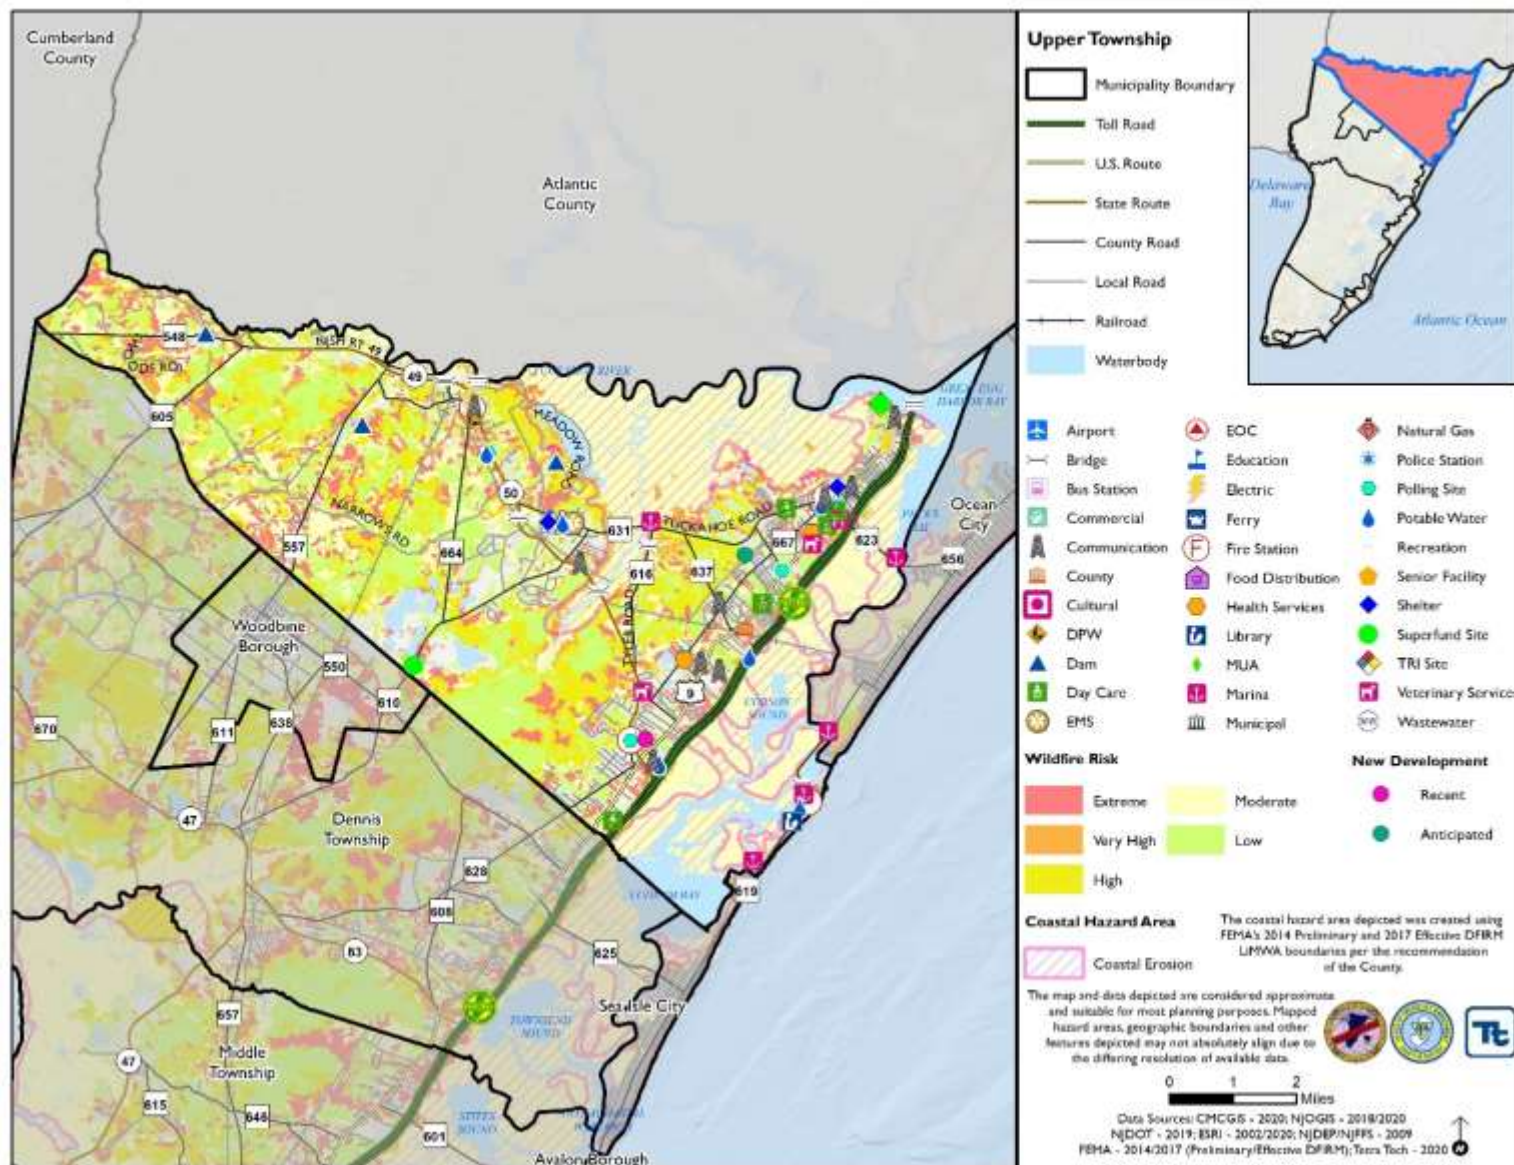 Cumberland
County
Atlantic
County
548
49
605
MEADOW ROAD
50
NARROWS RD
557
664
631
TUCKAHOE ROAD
667
623
616
637
TYLER ROAD
Ocean
City
656
Woodbine
Borough
550
610
638
611
670
9
47
Dennis
Township
628
608
83
619
625
Sea Isle City
657
TOWNSEND
SOUND
Middle
Township
47
615
646
601
Avalon Borough
Upper Township
Municipality Boundary
Toll Road
U.S. Route
State Route
County Road
Local Road
Railroad
Waterbody
Delaware
Bay
Atlantic Ocean
Airport
Bridge
Bus Station
Commercial
Communication
County
Cultural
DPW
Dam
Day Care
EMS
EOC
Education
Electric
Ferry
Fire Station
Food Distribution
Health Services
Library
MUA
Marina
Municipal
Natural Gas
Police Station
Polling Site
Potable Water
Recreation
Senior Facility
Shelter
Superfund Site
TRI Site
Veterinary Services
Wastewater
Wildfire Risk
Extreme
Very High
High
Moderate
Low
New Development
Recent
Anticipated
Coastal Hazard Area
Coastal Erosion
The coastal hazard area depicted was created using
FEMA's 2014 Preliminary and 2017 Effective DFIRM
LiMWA boundaries per the recommendation
of the County.
The map and data depicted are considered approximate
and suitable for most planning purposes. Mapped
hazard areas, geographic boundaries and other
features depicted may not absolutely align due to
the differing resolution of available data.
Tt
0 1 2
Miles
Data Sources: CMCGIS - 2020; NJOGIS - 2018/2020
NJDOT - 2019; ESRI - 2002/2020; NJDEP/NJFFS - 2009
FEMA - 2014/2017 (Preliminary/Effective DFIRM); Tetra Tech - 2020
N